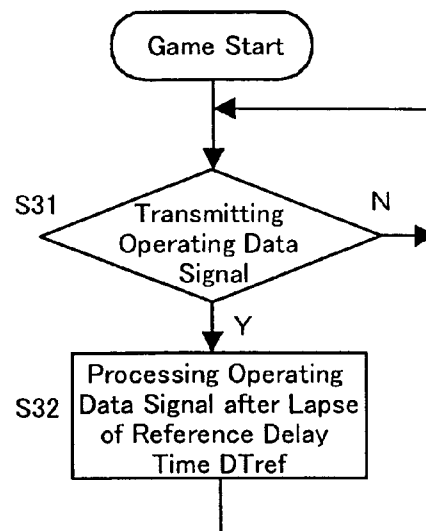 Game Start
S31
Transmitting
Operating Data
Signal
N
Y
S32
Processing Operating
Data Signal after Lapse
of Reference Delay
Time DTref